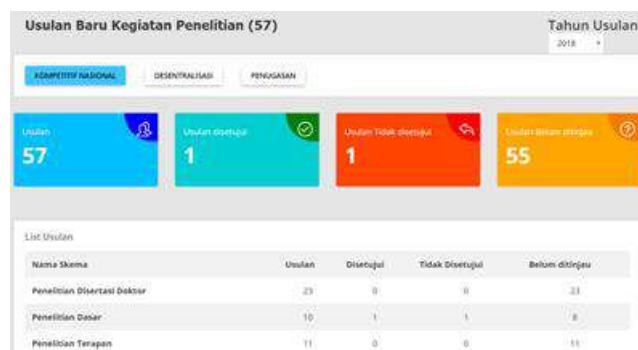 Usulan Baru Kegiatan Penelitian (57)
Tahun Usulan
2018
KOMPETITIF NASIONAL DESENTRALISASI PENUGASAN
Usulan Usulan disetujui Usulan Tidak disetujui Usulan Belum ditinjau
57 1 1 55
List Usulan
Nama Skema Usulan Disetujui Tidak Disetujui Belum ditinjau
Penelitian Disertasi Doktor 23 0 0 23
Penelitian Dasar 10 1 1 8
Penelitian Terapan 11 0 0 11